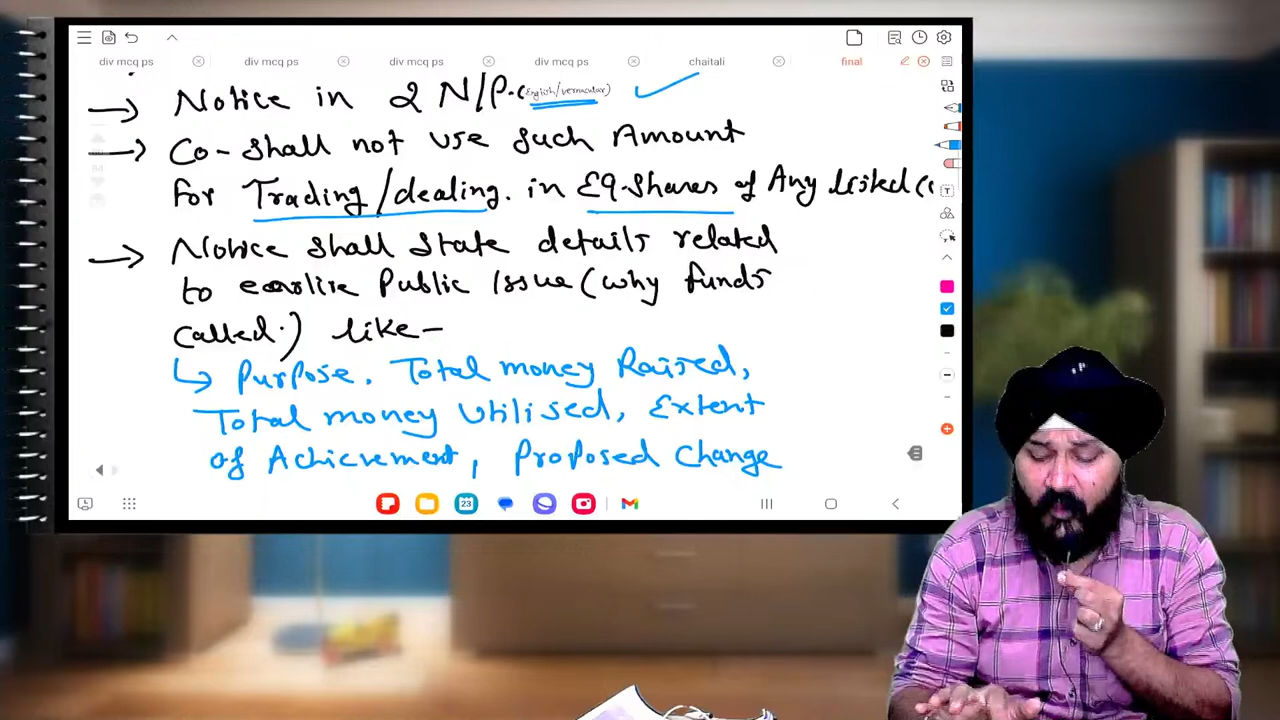 div mcq ps
div mcq ps
div mcq ps
div mcq ps
chaitali
final
→ Notice in 2 N/P. (English/vernacular)
→ Co- shall not use such Amount
for Trading/dealing. in Eq. Shares of Any listed Co
→ Notice shall state details related
to earlire Public Issue (why funds
called.) like-
↳ Purpose, Total money Raised,
Total money Utilised, Extent
of Achievement, Proposed Change
T
23